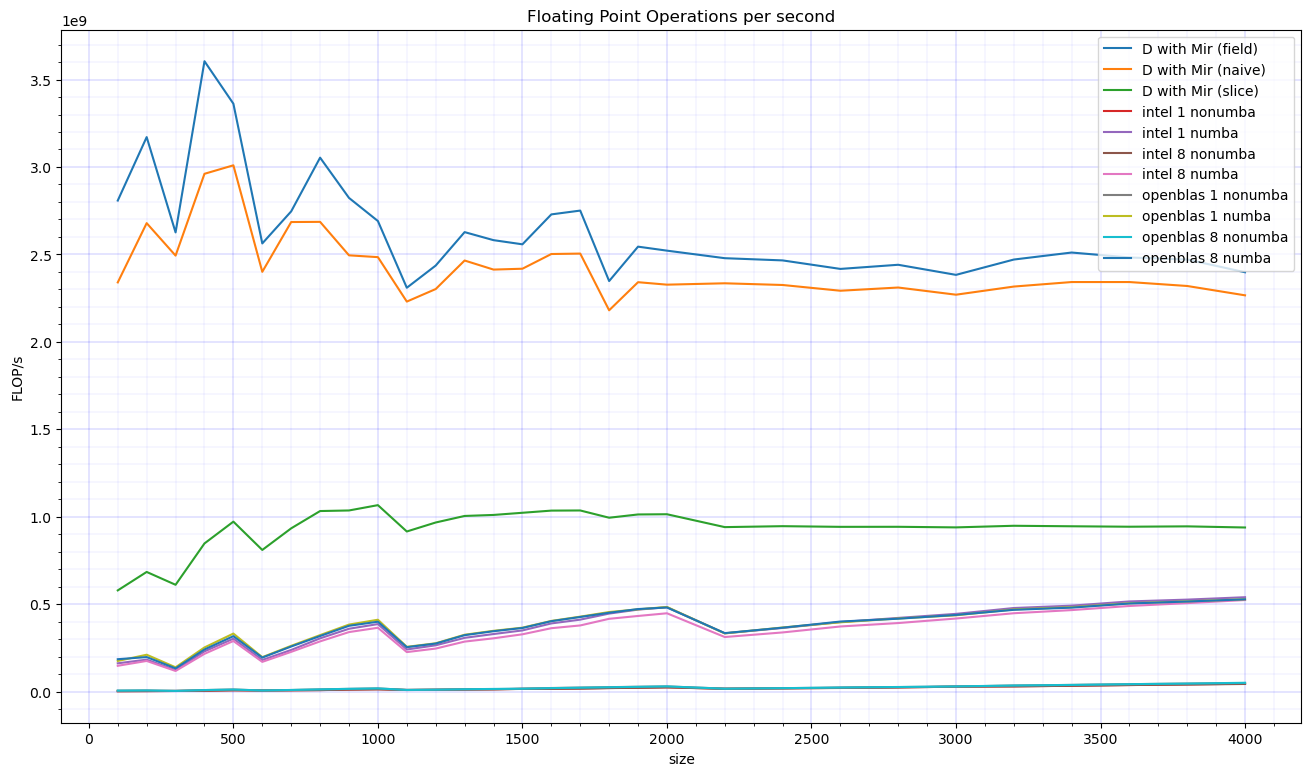 Floating Point Operations per second
1e9
3.5
3.0
2.5
2.0
1.5
1.0
0.5
0.0
FLOP/s
D with Mir (field)
D with Mir (naive)
D with Mir (slice)
intel 1 nonumba
intel 1 numba
intel 8 nonumba
intel 8 numba
openblas 1 nonumba
openblas 1 numba
openblas 8 nonumba
openblas 8 numba
0 500 1000 1500 2000 2500 3000 3500 4000
size